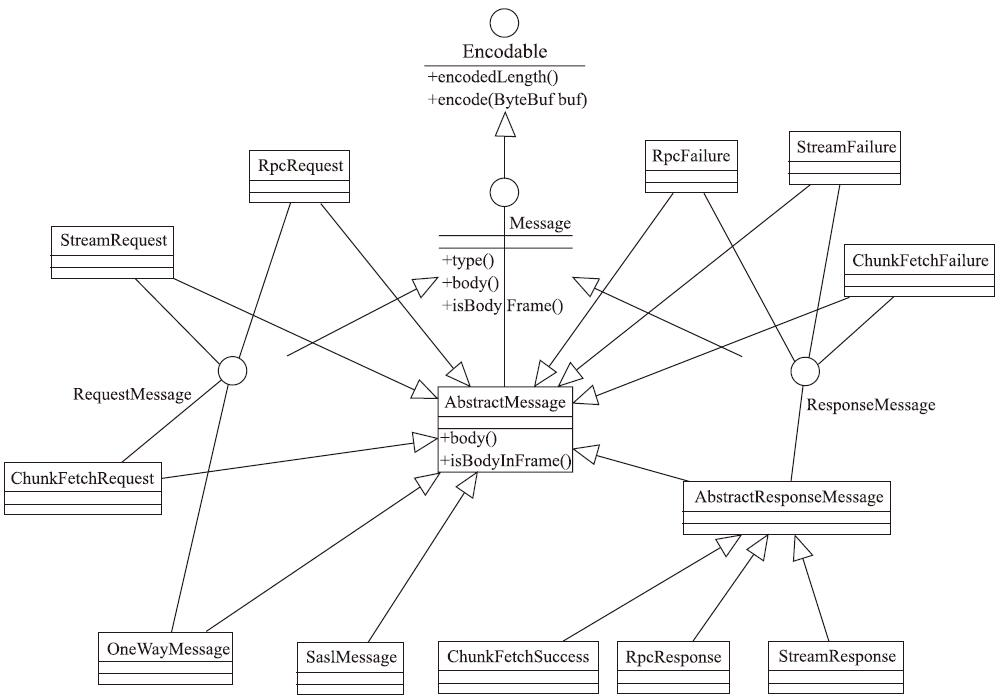 Encodable
+encodedLength()
+encode(ByteBuf buf)
RpcRequest
RpcFailure
StreamFailure
StreamRequest
Message
+type()
+body()
+isBody Frame()
ChunkFetchFailure
RequestMessage
AbstractMessage
+body()
+isBodyInFrame()
ResponseMessage
ChunkFetchRequest
AbstractResponseMessage
OneWayMessage
SaslMessage
ChunkFetchSuccess
RpcResponse
StreamResponse